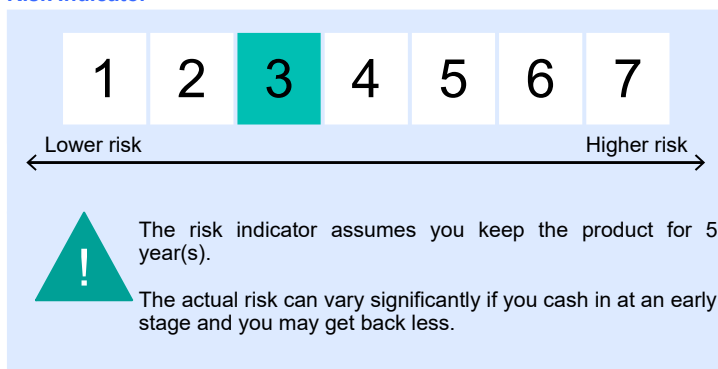 Risk Indicator
1 2 3 4 5 6 7
Lower risk Higher risk
!
The risk indicator assumes you keep the product for 5
year(s).
The actual risk can vary significantly if you cash in at an early
stage and you may get back less.